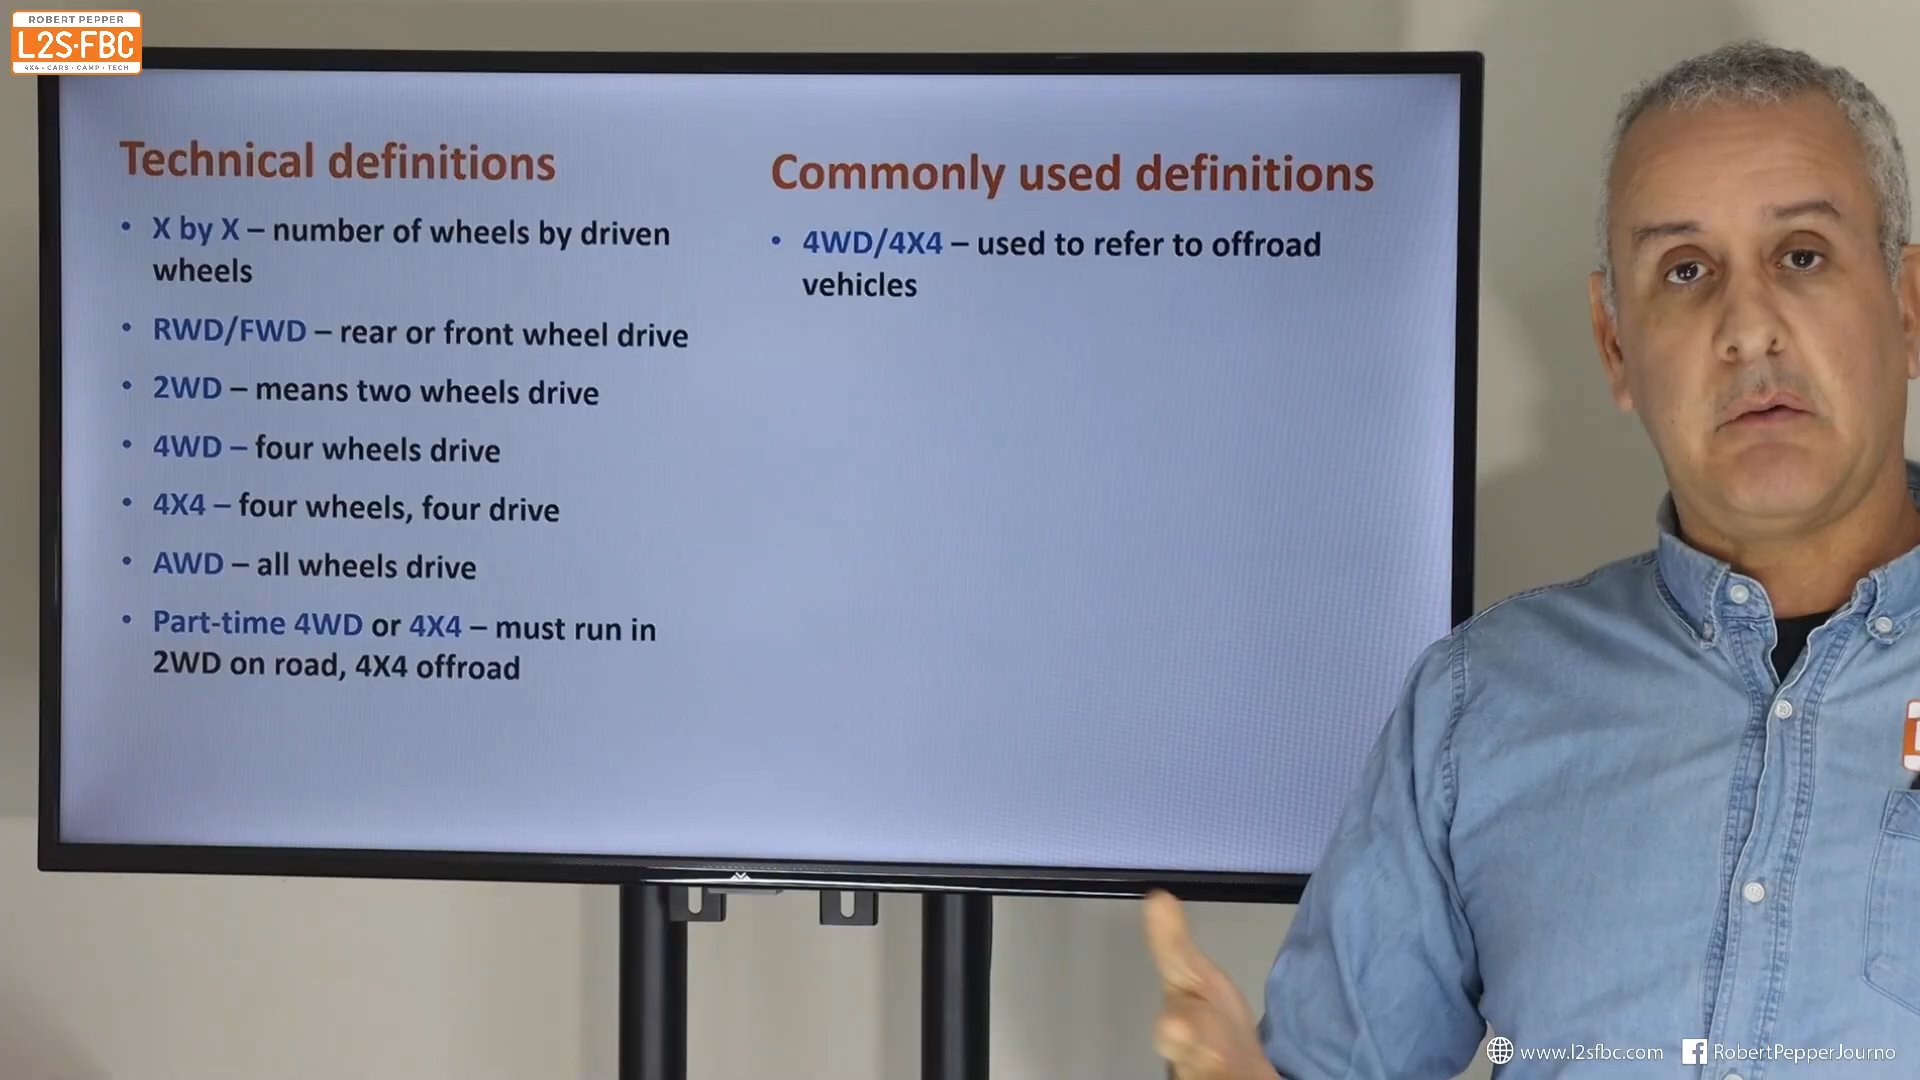 ROBERT PEPPER
L2S·FBC
4X4 • CARS • CAMP • TECH
Technical definitions
• X by X – number of wheels by driven
wheels
• RWD/FWD – rear or front wheel drive
• 2WD – means two wheels drive
• 4WD – four wheels drive
• 4X4 – four wheels, four drive
• AWD – all wheels drive
• Part-time 4WD or 4X4 – must run in
2WD on road, 4X4 offroad
Commonly used definitions
• 4WD/4X4 – used to refer to offroad
vehicles
www.l2sfbc.com
RobertPepperJourno